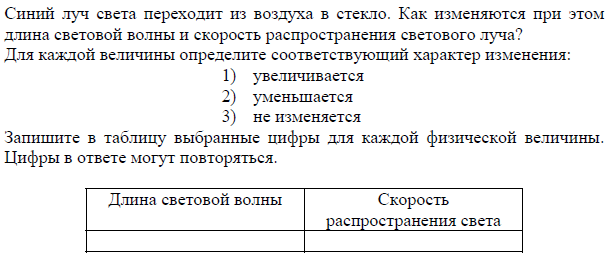 Синий луч света переходит из воздуха в стекло. Как изменяются при этом
длина световой волны и скорость распространения светового луча?
Для каждой величины определите соответствующий характер изменения:
1) увеличивается
2) уменьшается
3) не изменяется
Запишите в таблицу выбранные цифры для каждой физической величины.
Цифры в ответе могут повторяться.
Длина световой волны
Скорость
распространения света